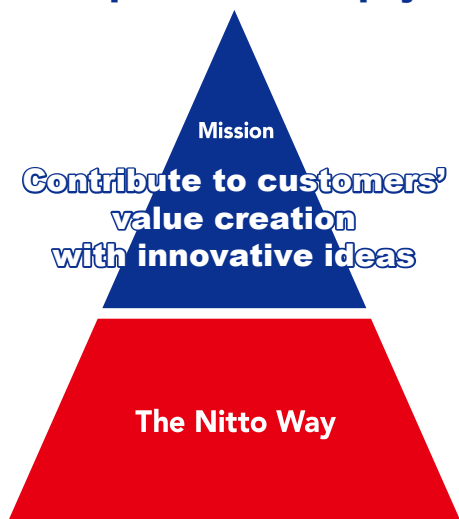 Mission
Contribute to customers’
value creation
with innovative ideas
The Nitto Way